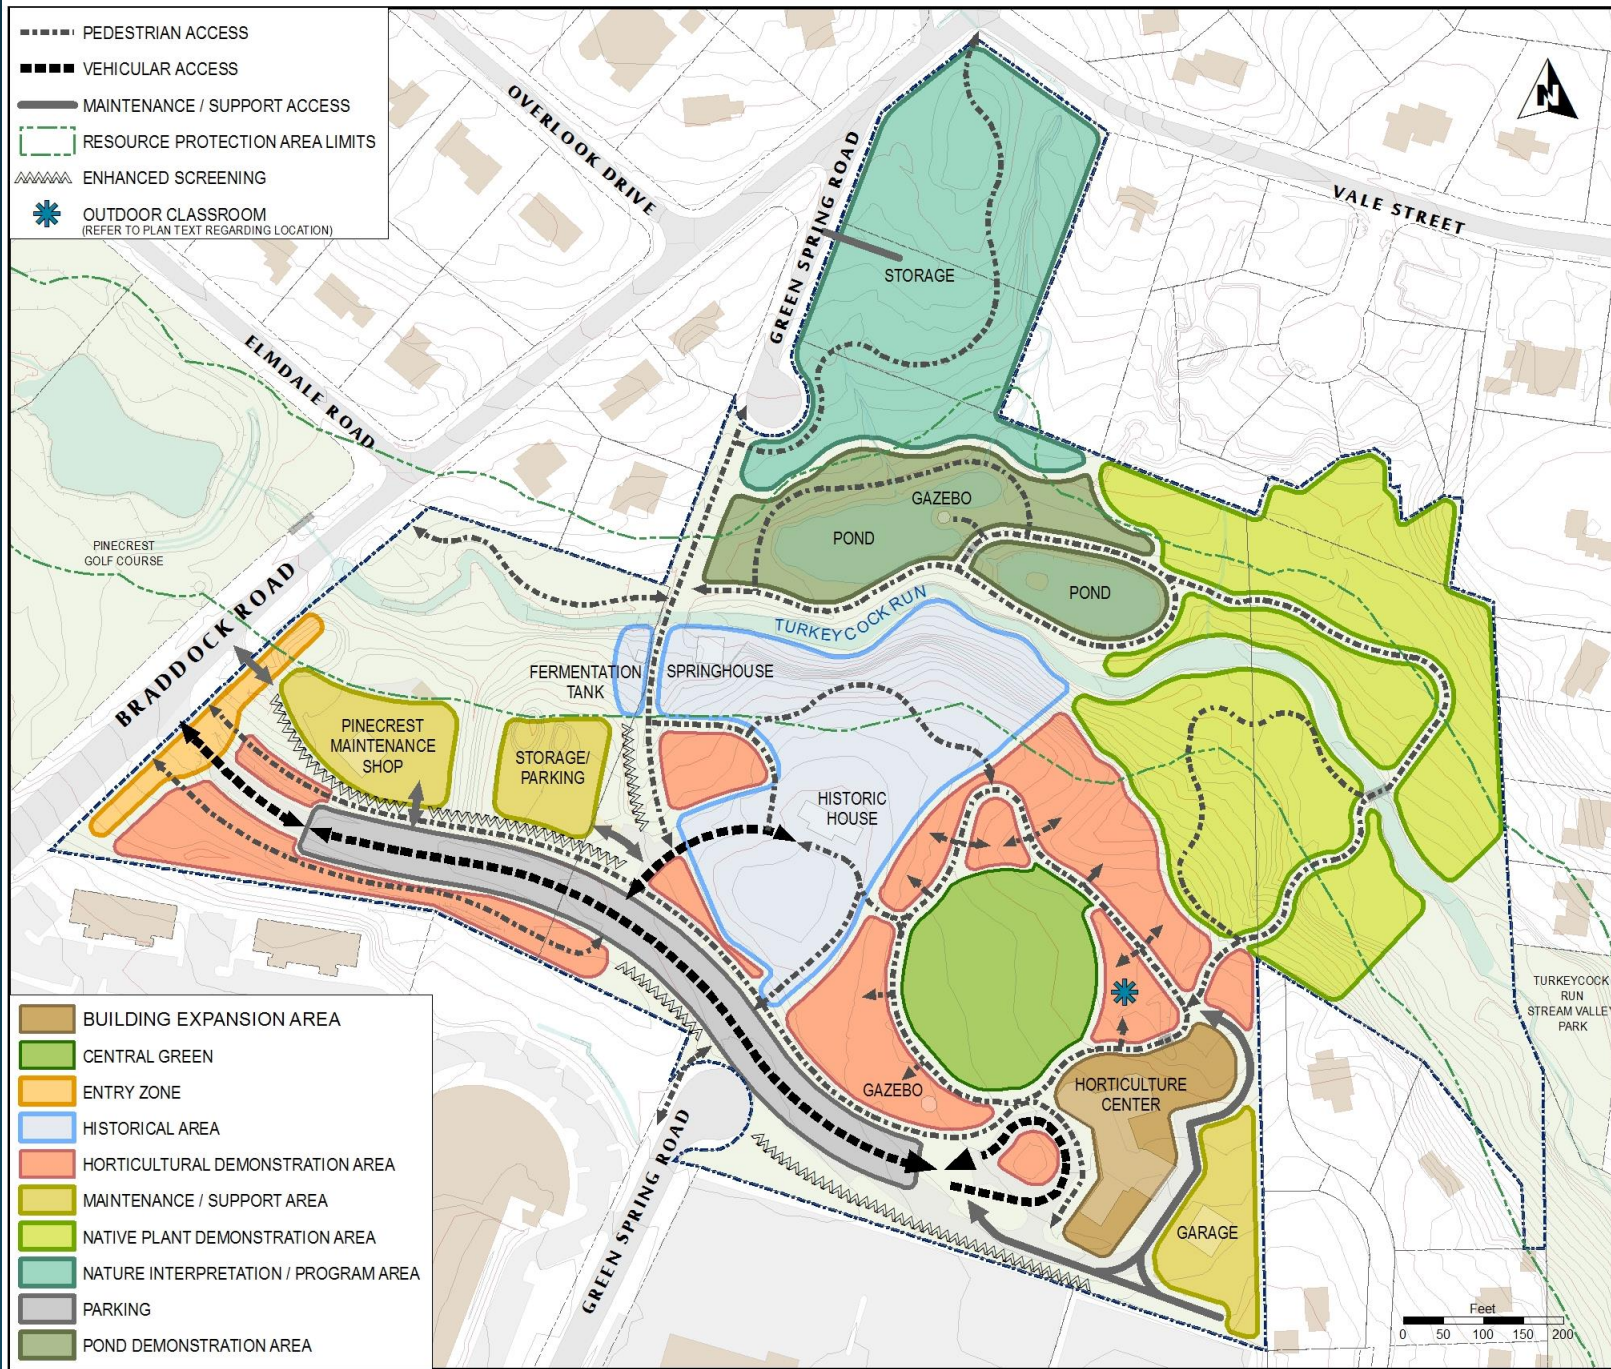 PEDESTRIAN ACCESS
VEHICULAR ACCESS
MAINTENANCE / SUPPORT ACCESS
RESOURCE PROTECTION AREA LIMITS
ENHANCED SCREENING
OUTDOOR CLASSROOM
(REFER TO PLAN TEXT REGARDING LOCATION)
N
OVERLOOK DRIVE
GREEN SPRING ROAD
VALE STREET
STORAGE
ELMDALE ROAD
GAZEBO
POND
PINECREST
GOLF COURSE
POND
BRADDOCK ROAD
TURKEYCOCK RUN
FERMENTATION
TANK
SPRINGHOUSE
PINECREST
MAINTENANCE
SHOP
STORAGE/
PARKING
HISTORIC
HOUSE
TURKEYCOCK
RUN
STREAM VALLEY
PARK
GAZEBO
HORTICULTURE
CENTER
GREEN SPRING ROAD
GARAGE
BUILDING EXPANSION AREA
CENTRAL GREEN
ENTRY ZONE
HISTORICAL AREA
HORTICULTURAL DEMONSTRATION AREA
MAINTENANCE / SUPPORT AREA
NATIVE PLANT DEMONSTRATION AREA
NATURE INTERPRETATION / PROGRAM AREA
PARKING
POND DEMONSTRATION AREA
Feet
0 50 100 150 200